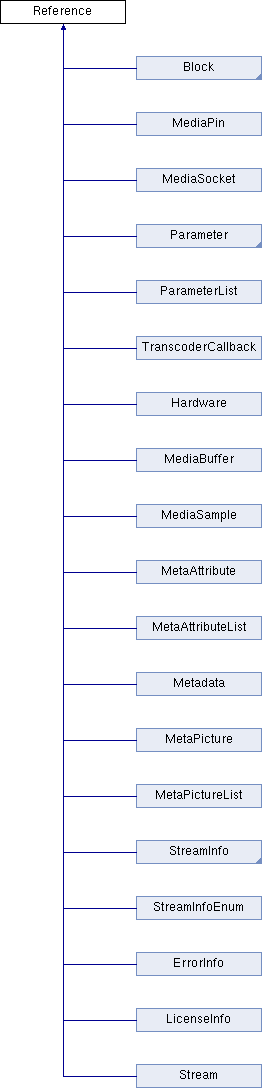 Reference
Block
MediaPin
MediaSocket
Parameter
ParameterList
TranscoderCallback
Hardware
MediaBuffer
MediaSample
MetaAttribute
MetaAttributeList
Metadata
MetaPicture
MetaPictureList
StreamInfo
StreamInfoEnum
ErrorInfo
LicenseInfo
Stream